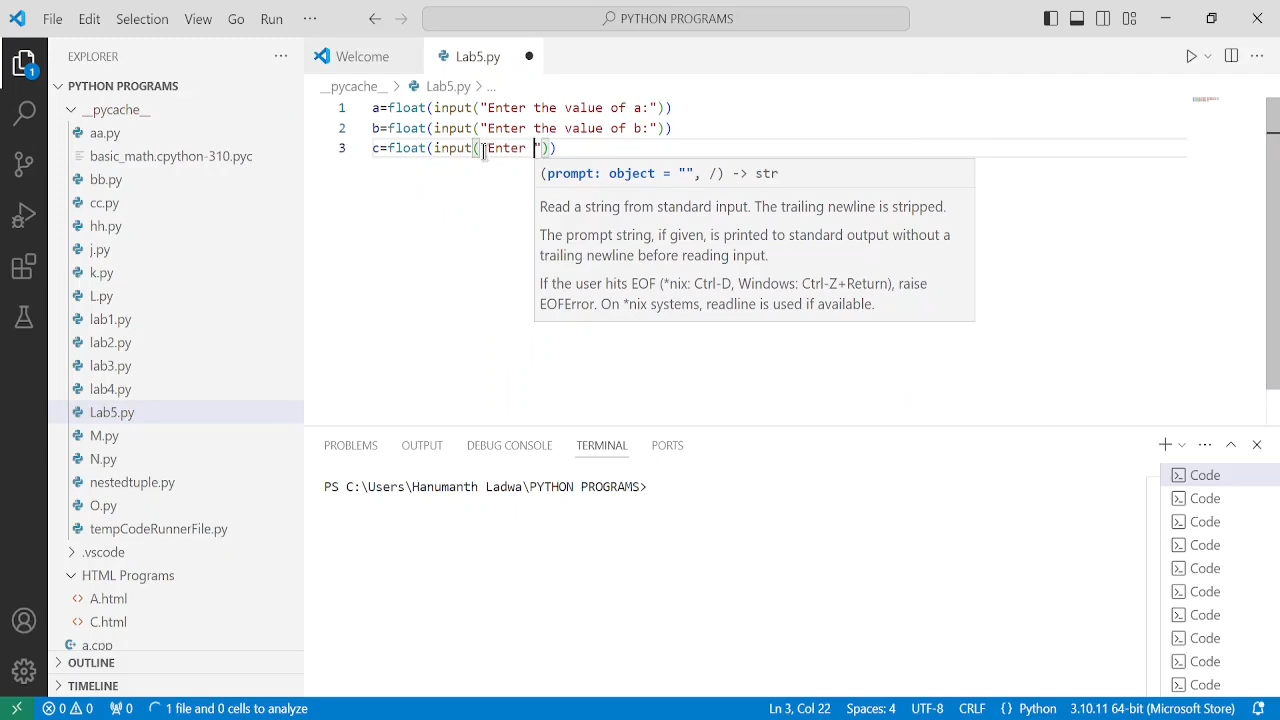 File Edit Selection View Go Run ··· PYTHON PROGRAMS
EXPLORER ···
PYTHON PROGRAMS
__pycache__
aa.py
basic_math.cpython-310.pyc
bb.py
cc.py
hh.py
j.py
k.py
L.py
lab1.py
lab2.py
lab3.py
lab4.py
Lab5.py
M.py
N.py
nestedtuple.py
O.py
tempCodeRunnerFile.py
.vscode
HTML Programs
A.html
C.html
a.cpp
OUTLINE
TIMELINE
1
Welcome Lab5.py
__pycache__ > Lab5.py > ...
1 a=float(input("Enter the value of a:"))
2 b=float(input("Enter the value of b:"))
3 c=float(input("Enter "))
(prompt: object = "", /) -> str
Read a string from standard input. The trailing newline is stripped.
The prompt string, if given, is printed to standard output without a
trailing newline before reading input.
If the user hits EOF (*nix: Ctrl-D, Windows: Ctrl-Z+Return), raise
EOFError. On *nix systems, readline is used if available.
PROBLEMS OUTPUT DEBUG CONSOLE TERMINAL PORTS
PS C:\Users\Hanumanth Ladwa\PYTHON PROGRAMS>
Code
Code
Code
Code
Code
Code
Code
Code
Code
Code
0 0 0 1 file and 0 cells to analyze Ln 3, Col 22 Spaces: 4 UTF-8 CRLF {} Python 3.10.11 64-bit (Microsoft Store)